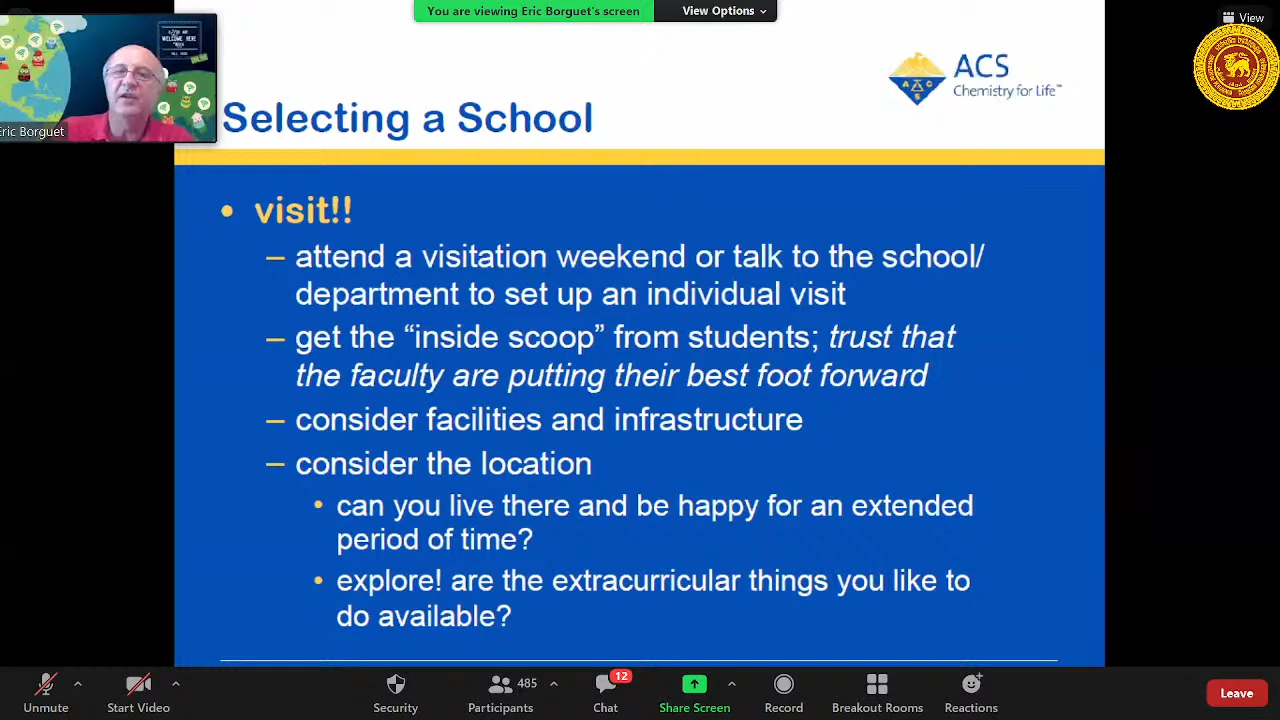 You are viewing Eric Borguet's screen
View Options
View
WELCOME HERE
Eric Borguet
ACS
Chemistry for Life™
Selecting a School
• visit!!
– attend a visitation weekend or talk to the school/
department to set up an individual visit
– get the “inside scoop” from students; trust that
the faculty are putting their best foot forward
– consider facilities and infrastructure
– consider the location
• can you live there and be happy for an extended
period of time?
• explore! are the extracurricular things you like to
do available?
Unmute
Start Video
Security
485
Participants
12
Chat
Share Screen
Record
Breakout Rooms
Reactions
Leave